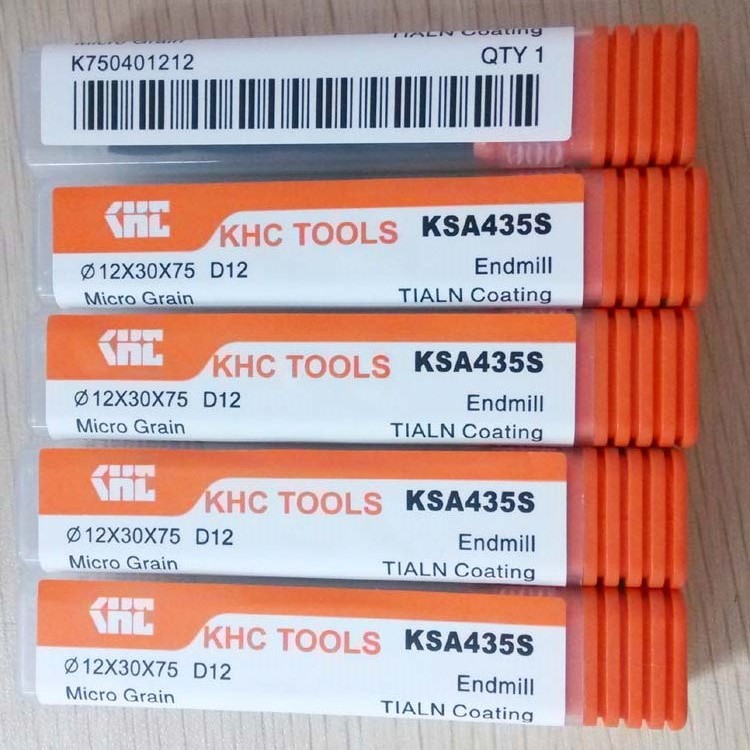 Micro Grain TIALN Coating
K750401212 QTY 1
KHC KHC TOOLS KSA435S
Ø12X30X75 D12 Endmill
Micro Grain TIALN Coating
KHC KHC TOOLS KSA435S
Ø12X30X75 D12 Endmill
Micro Grain TIALN Coating
KHC KHC TOOLS KSA435S
Ø12X30X75 D12 Endmill
Micro Grain TIALN Coating
KHC KHC TOOLS KSA435S
Ø12X30X75 D12 Endmill
Micro Grain TIALN Coating